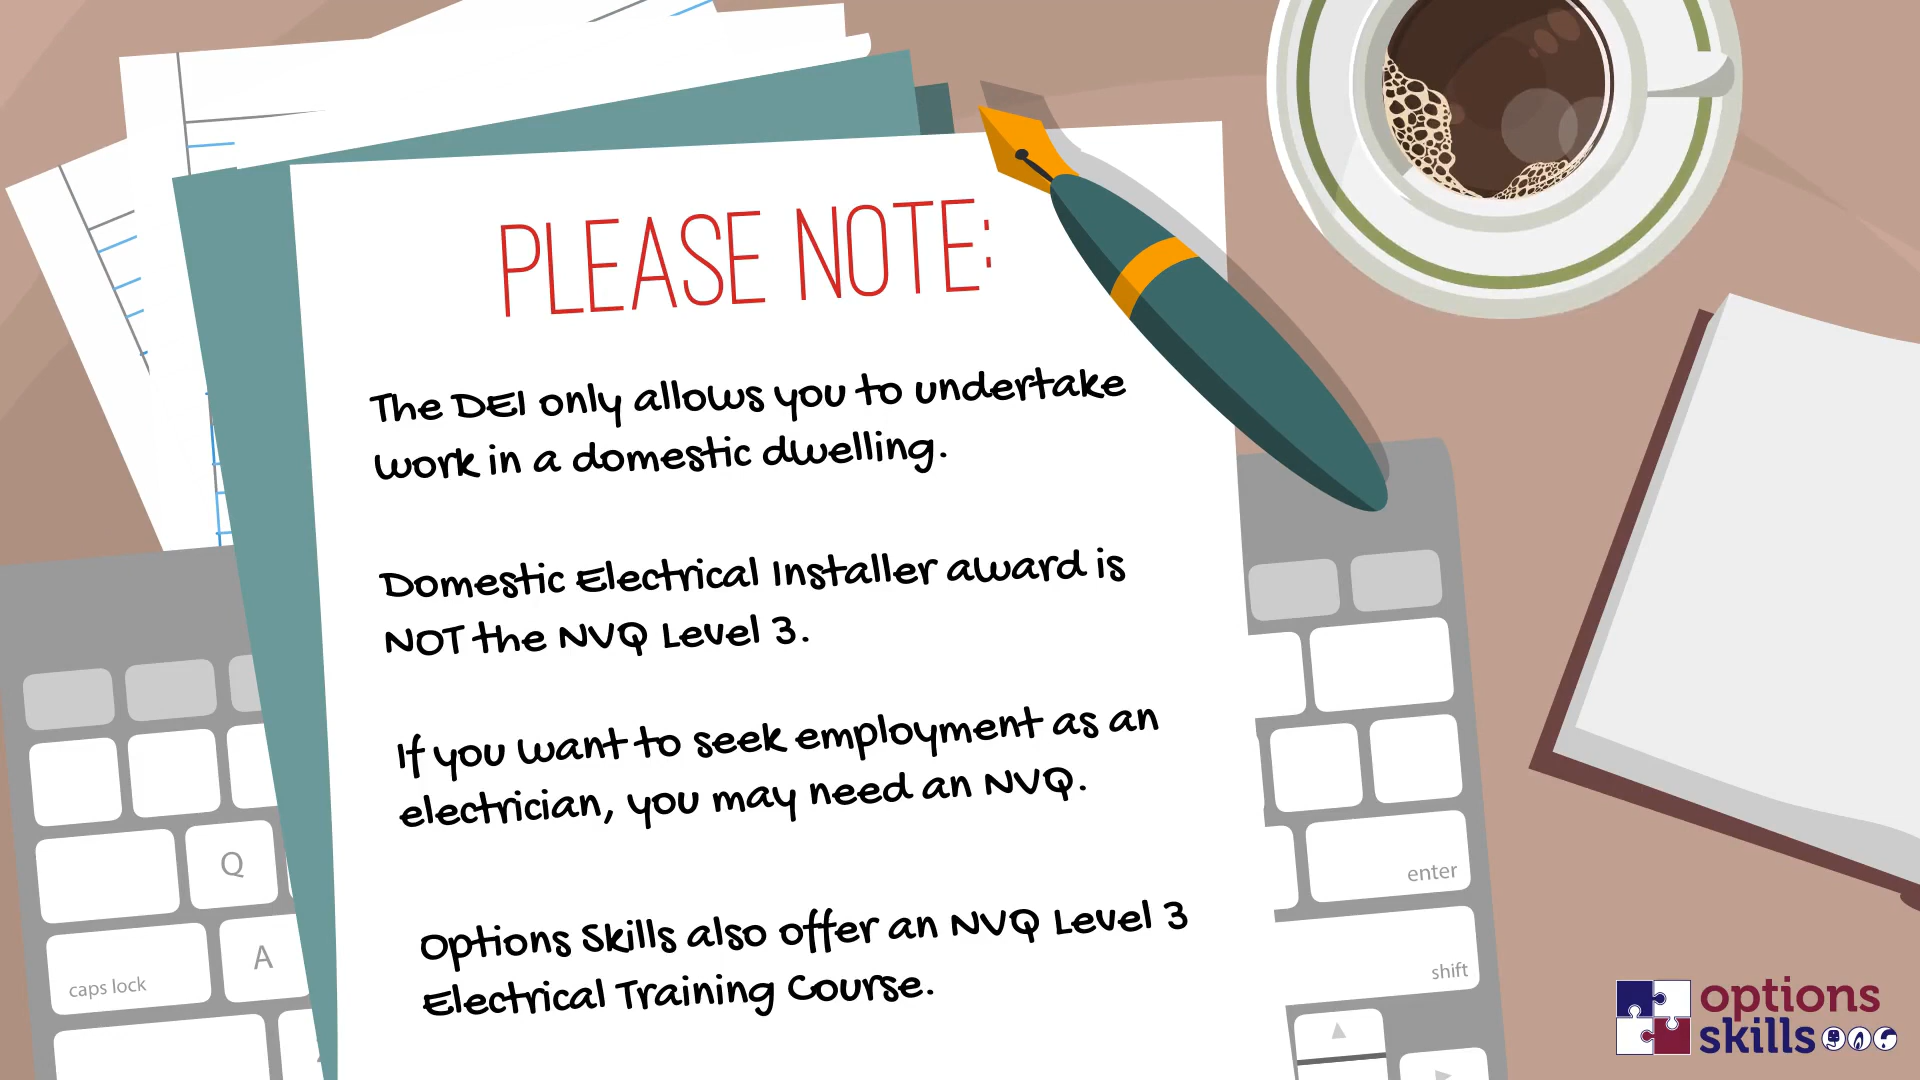 PLEASE NOTE:
The DEI only allows you to undertake
work in a domestic dwelling.
Domestic Electrical Installer award is
NOT the NVQ Level 3.
If you want to seek employment as an
electrician, you may need an NVQ.
Options Skills also offer an NVQ Level 3
Electrical Training Course.
Q
A
caps lock
enter
shift
options
skills